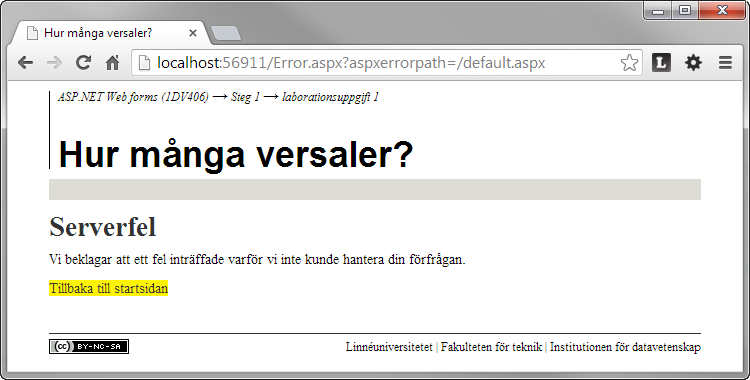 Hur många versaler?
localhost:56911/Error.aspx?aspxerrorpath=/default.aspx
L
ASP.NET Web forms (1DV406) → Steg 1 → laborationsuppgift 1
Hur många versaler?
Serverfel
Vi beklagar att ett fel inträffade varför vi inte kunde hantera din förfrågan.
Tillbaka till startsidan
(cc) BY-NC-SA
Linnéuniversitetet | Fakulteten för teknik | Institutionen för datavetenskap